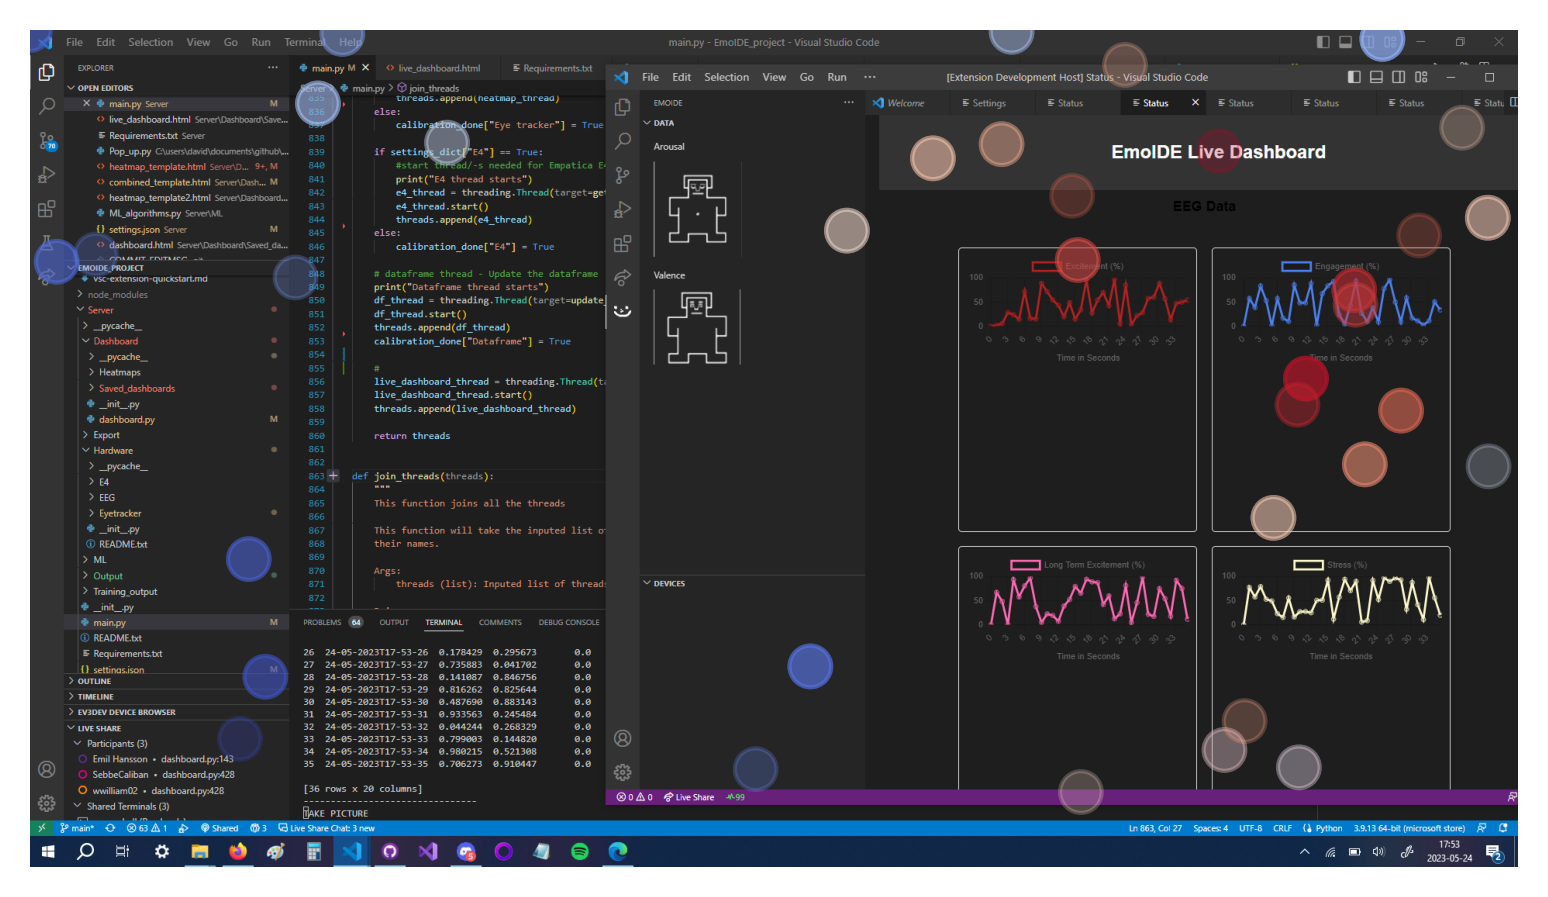 File Edit Selection View Go Run Terminal Help
main.py - EmoIDE_project - Visual Studio Code
EXPLORER
OPEN EDITORS
main.py Server M
live_dashboard.html Server\Dashboard\Save...
Requirements.txt Server
Pop_up.py C:\users\david\documents\github\...
heatmap_template.html Server\D... 9+, M
combined_template.html Server\Dash... M
heatmap_template2.html Server\Dashboard...
ML_algorithms.py Server\ML
settings.json Server M
dashboard.html Server\Dashboard\Saved_da...
EMOIDE_PROJECT
vsc-extension-quickstart.md
node_modules
Server
__pycache__
Dashboard
__pycache__
Heatmaps
Saved_dashboards
__init__.py
dashboard.py M
Export
Hardware
__pycache__
E4
EEG
Eyetracker
__init__.py
README.txt
ML
Output
Training_output
__init__.py
main.py M
README.txt
Requirements.txt
settings.json M
OUTLINE
TIMELINE
EV3DEV DEVICE BROWSER
LIVE SHARE
Participants (3)
Emil Hansson • dashboard.py:143
SebbeCaliban • dashboard.py:428
wwilliam02 • dashboard.py:428
Shared Terminals (3)
main.py M live_dashboard.html Requirements.txt
Server > main.py > join_threads
835 threads.append(heatmap_thread)
836 else:
837 calibration_done["Eye tracker"] = True
838
839 if settings_dict["E4"] == True:
840 #start thread/-s needed for Empatica E4
841 print("E4 thread starts")
842 e4_thread = threading.Thread(target=get
843 e4_thread.start()
844 threads.append(e4_thread)
845 else:
846 calibration_done["E4"] = True
847
848 # dataframe thread - Update the dataframe
849 print("Dataframe thread starts")
850 df_thread = threading.Thread(target=update_
851 df_thread.start()
852 threads.append(df_thread)
853 calibration_done["Dataframe"] = True
854
855 #
856 live_dashboard_thread = threading.Thread(ta
857 live_dashboard_thread.start()
858 threads.append(live_dashboard_thread)
859
860 return threads
861
862
863 def join_threads(threads):
864 """
865 This function joins all the threads
866
867 This function will take the inputed list of
868 their names.
869
870 Args:
871 threads (list): Inputed list of threads
872
PROBLEMS 64 OUTPUT TERMINAL COMMENTS DEBUG CONSOLE
26 24-05-2023T17-53-26 0.178429 0.295673 0.0
27 24-05-2023T17-53-27 0.735883 0.041702 0.0
28 24-05-2023T17-53-28 0.141087 0.846756 0.0
29 24-05-2023T17-53-29 0.816262 0.825644 0.0
30 24-05-2023T17-53-30 0.487690 0.883143 0.0
31 24-05-2023T17-53-31 0.933563 0.245484 0.0
32 24-05-2023T17-53-32 0.044244 0.268329 0.0
33 24-05-2023T17-53-33 0.799003 0.144820 0.0
34 24-05-2023T17-53-34 0.980215 0.521308 0.0
35 24-05-2023T17-53-35 0.706273 0.910447 0.0
[36 rows x 20 columns]
--------------------------------
TAKE PICTURE
File Edit Selection View Go Run ···
[Extension Development Host] Status - Visual Studio Code
EMOIDE
Welcome Settings Status Status Status Status Status Statu
DATA
Arousal
Valence
DEVICES
EmoIDE Live Dashboard
EEG Data
Excitement (%)
100
50
0
0 3 6 9 12 15 18 21 24 27 30 33
Time in Seconds
Engagement (%)
100
50
0
0 3 6 9 12 15 18 21 24 27 30 33
Time in Seconds
Long Term Excitement (%)
100
50
0
0 3 6 9 12 15 18 21 24 27 30 33
Time in Seconds
Stress (%)
100
50
0
0 3 6 9 12 15 18 21 24 27 30 33
Time in Seconds
0 0 Live Share -99
main* 63 1 Shared 3 Live Share Chat: 3 new
Ln 863, Col 27 Spaces: 4 UTF-8 CRLF Python 3.9.13 64-bit (microsoft store)
17:53
2023-05-24
70
2